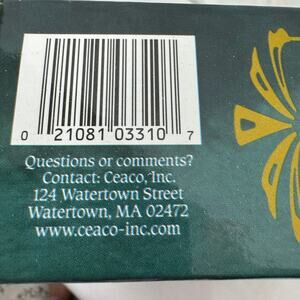 0 21081 03310 7
Questions or comments?
Contact: Ceaco, Inc.
124 Watertown Street
Watertown, MA 02472
www.ceaco-inc.com